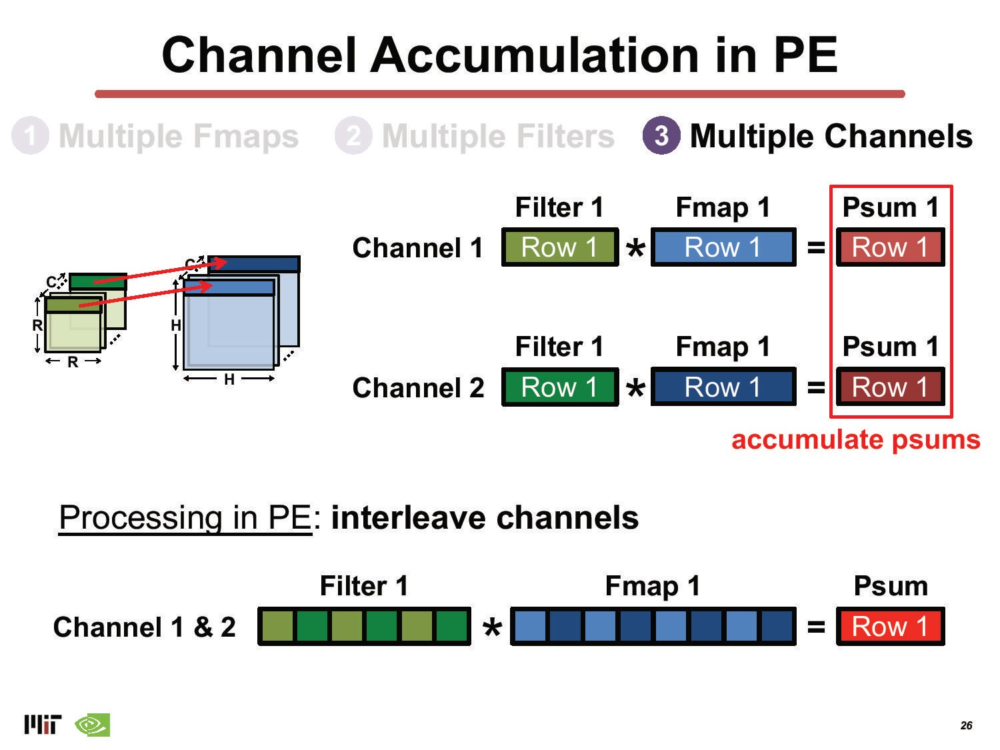 Channel Accumulation in PE
1 Multiple Fmaps 2 Multiple Filters 3 Multiple Channels
Filter 1 Fmap 1 Psum 1
Channel 1 Row 1 * Row 1 = Row 1
C
C
R
H
R
H
Filter 1 Fmap 1 Psum 1
Channel 2 Row 1 * Row 1 = Row 1
accumulate psums
Processing in PE: interleave channels
Filter 1 Fmap 1 Psum
Channel 1 & 2 * = Row 1
MIT
26